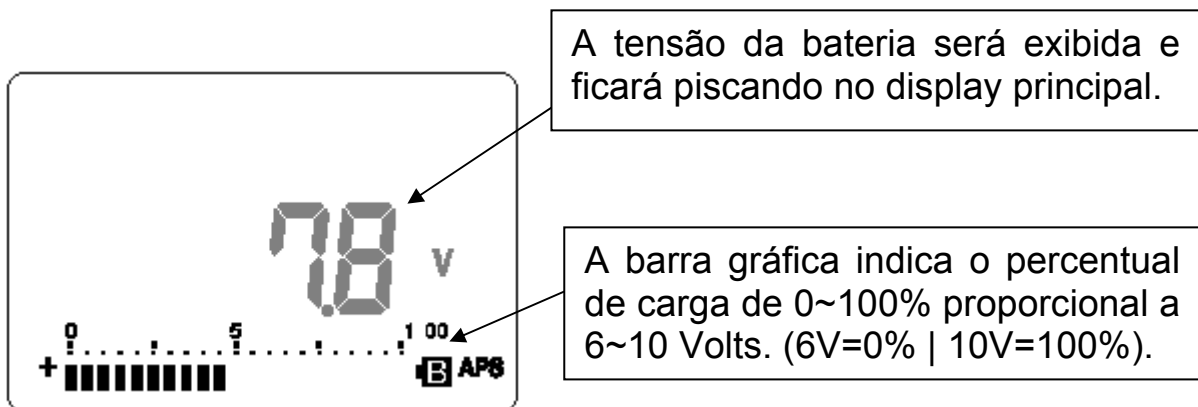 A tensão da bateria será exibida e
ficará piscando no display principal.
7.8 V
A barra gráfica indica o percentual
de carga de 0~100% proporcional a
6~10 Volts. (6V=0% | 10V=100%).
0 5 1 00
+ B APS